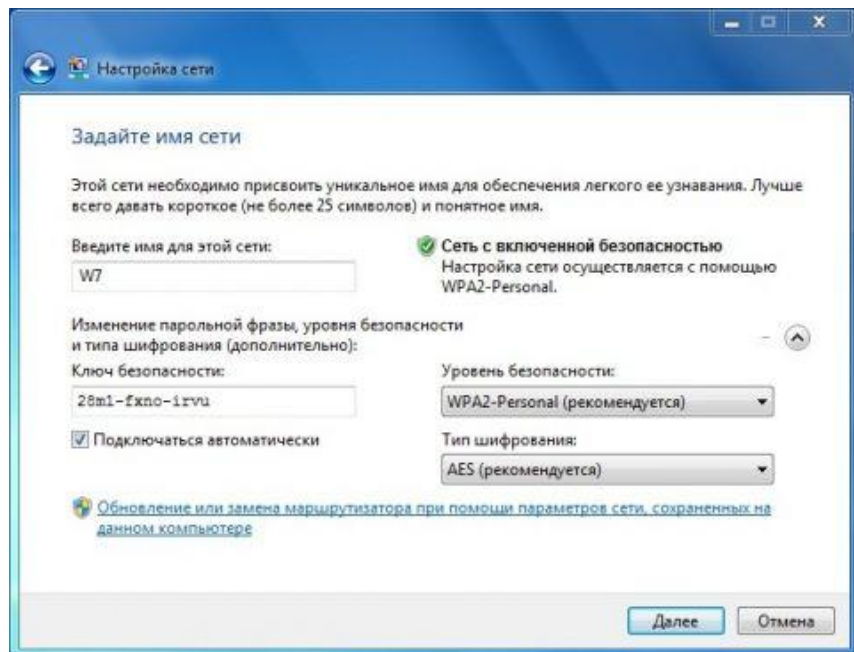 Настройка сети
Задайте имя сети
Этой сети необходимо присвоить уникальное имя для обеспечения легкого ее узнавания. Лучше
всего давать короткое (не более 25 символов) и понятное имя.
Введите имя для этой сети:
W7
Сеть с включенной безопасностью
Настройка сети осуществляется с помощью
WPA2-Personal.
Изменение парольной фразы, уровня безопасности
и типа шифрования (дополнительно):
Ключ безопасности:
28m1-fxno-irvu
Подключаться автоматически
Уровень безопасности:
WPA2-Personal (рекомендуется)
Тип шифрования:
AES (рекомендуется)
Обновление или замена маршрутизатора при помощи параметров сети, сохраненных на
данном компьютере
Далее
Отмена